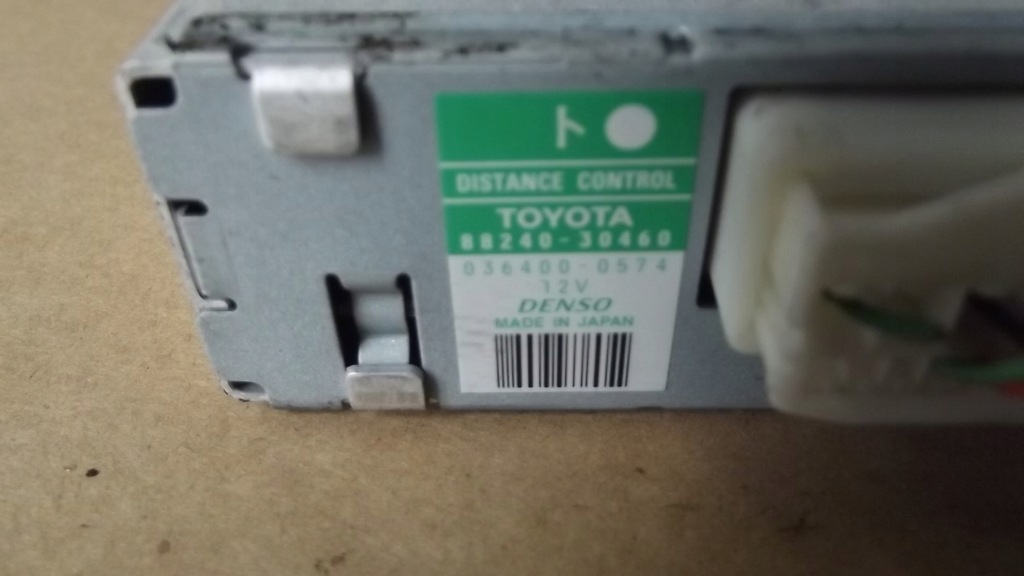 ト
DISTANCE CONTROL
TOYOTA
88240-30460
036400-0574
12V
DENSO
MADE IN JAPAN